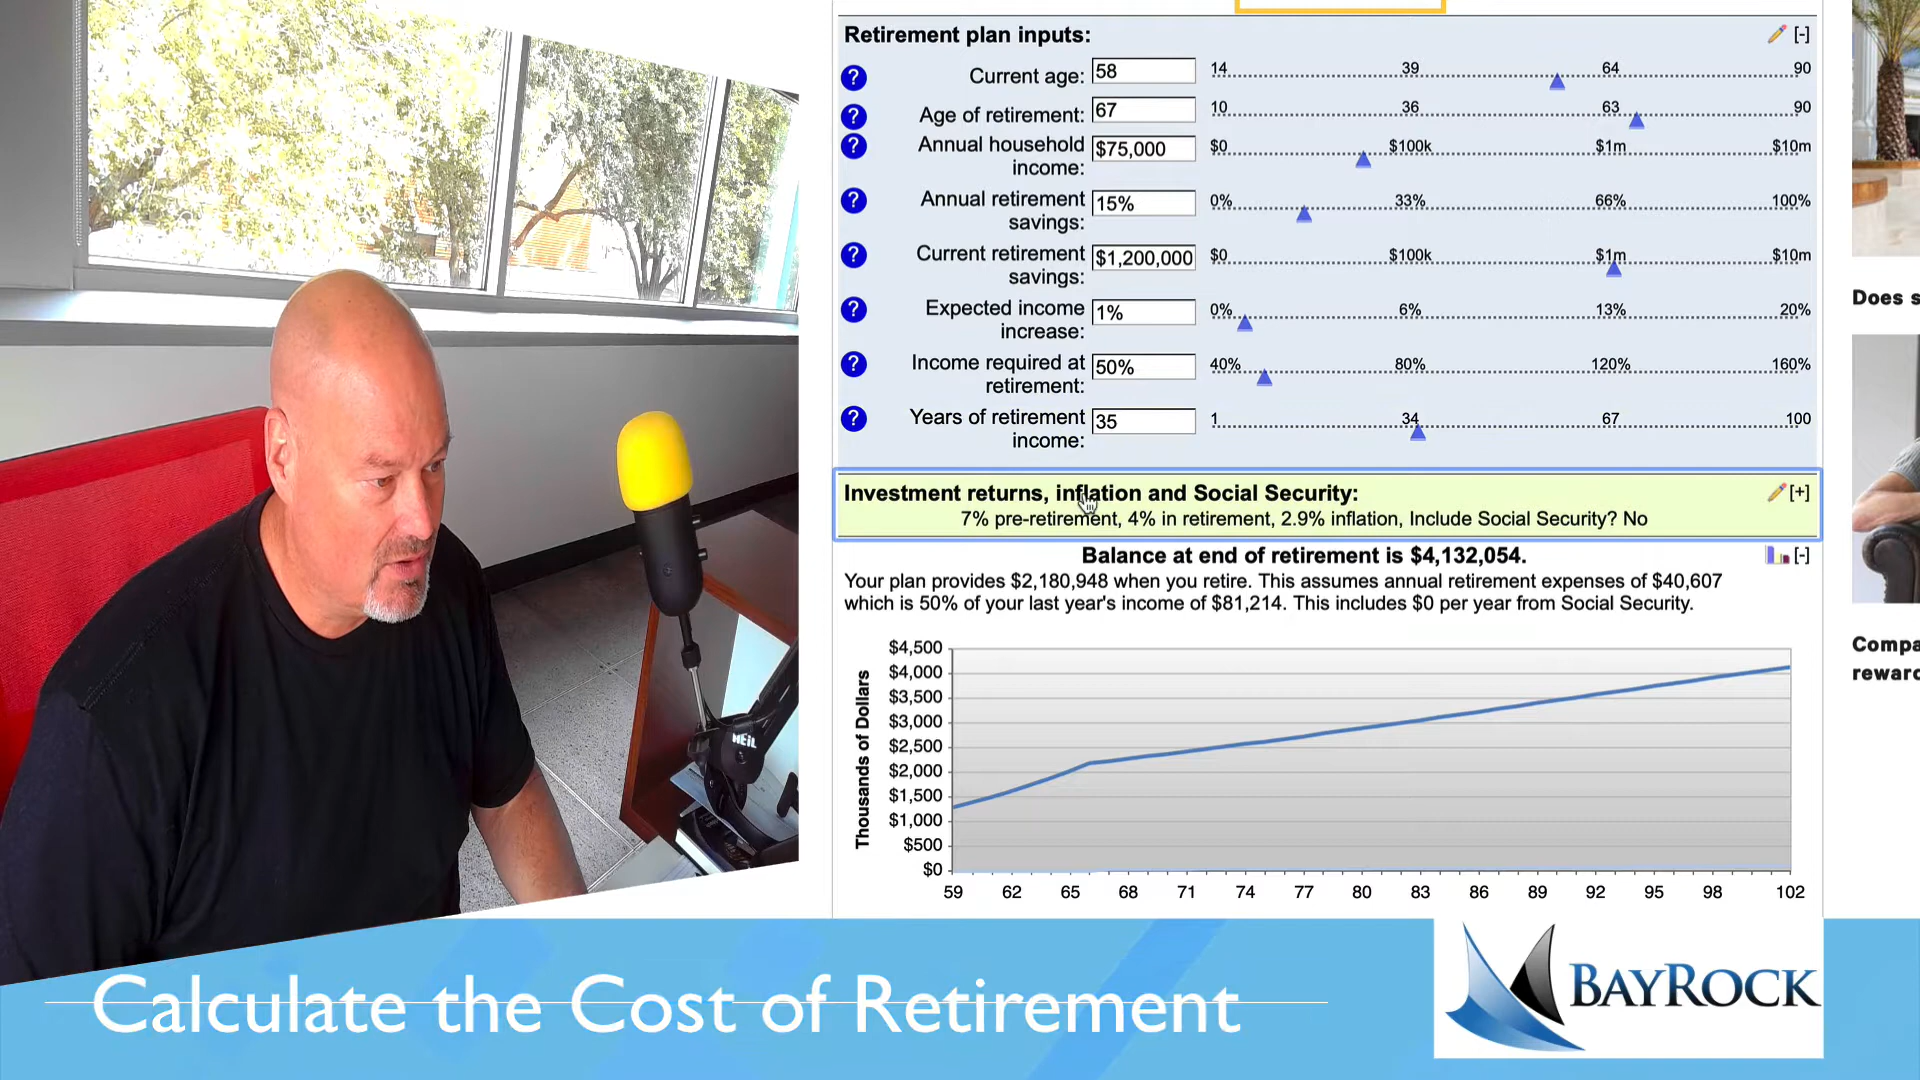 Retirement plan inputs: [-]
? Current age: 58 14 39 64 90
? Age of retirement: 67 10 36 63 90
? Annual household income: $75,000 $0 $100k $1m $10m
? Annual retirement savings: 15% 0% 33% 66% 100%
? Current retirement savings: $1,200,000 $0 $100k $1m $10m
? Expected income increase: 1% 0% 6% 13% 20%
? Income required at retirement: 50% 40% 80% 120% 160%
? Years of retirement income: 35 1 34 67 100
Investment returns, inflation and Social Security: [+]
7% pre-retirement, 4% in retirement, 2.9% inflation, Include Social Security? No
Balance at end of retirement is $4,132,054. [-]
Your plan provides $2,180,948 when you retire. This assumes annual retirement expenses of $40,607
which is 50% of your last year's income of $81,214. This includes $0 per year from Social Security.
Thousands of Dollars
$4,500
$4,000
$3,500
$3,000
$2,500
$2,000
$1,500
$1,000
$500
$0
59 62 65 68 71 74 77 80 83 86 89 92 95 98 102
Does
HEIL
Calculate the Cost of Retirement
BAYROCK